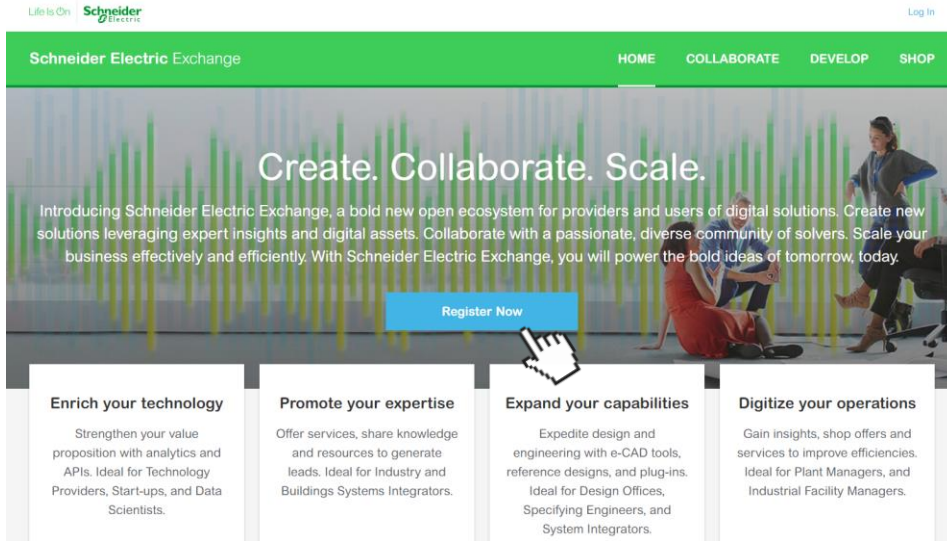 Life Is On Schneider Electric
Log In
Schneider Electric Exchange
HOME COLLABORATE DEVELOP SHOP
Create. Collaborate. Scale.
Introducing Schneider Electric Exchange, a bold new open ecosystem for providers and users of digital solutions. Create new
solutions leveraging expert insights and digital assets. Collaborate with a passionate, diverse community of solvers. Scale your
business effectively and efficiently. With Schneider Electric Exchange, you will power the bold ideas of tomorrow, today.
Register Now
Enrich your technology
Strengthen your value
proposition with analytics and
APIs. Ideal for Technology
Providers, Start-ups, and Data
Scientists.
Promote your expertise
Offer services, share knowledge
and resources to generate
leads. Ideal for Industry and
Buildings Systems Integrators.
Expand your capabilities
Expedite design and
engineering with e-CAD tools,
reference designs, and plug-ins.
Ideal for Design Offices,
Specifying Engineers, and
System Integrators.
Digitize your operations
Gain insights, shop offers and
services to improve efficiencies.
Ideal for Plant Managers, and
Industrial Facility Managers.